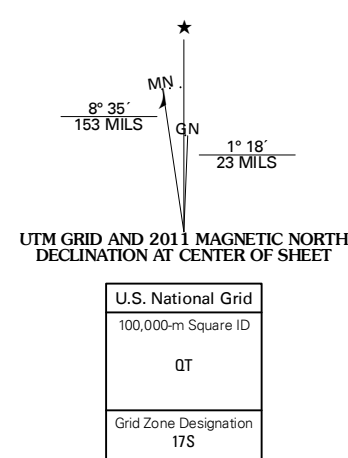 ★
MN
8° 35´
153 MILS
GN
1° 18´
23 MILS
UTM GRID AND 2011 MAGNETIC NORTH
DECLINATION AT CENTER OF SHEET
U.S. National Grid
100,000-m Square ID
QT
Grid Zone Designation
17S